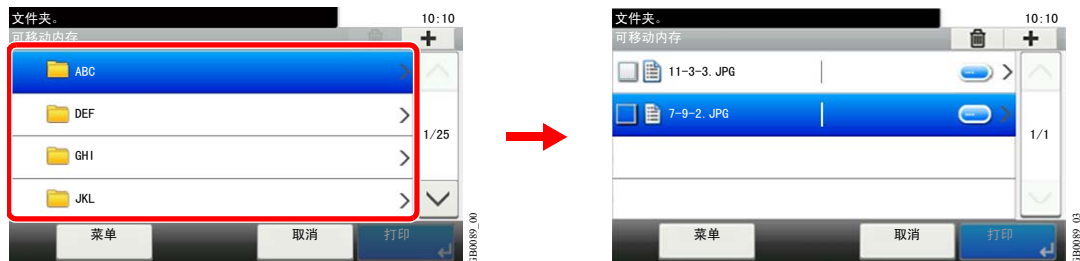 文件夹。
10:10
可移动内存
ABC
DEF
1/25
GHI
JKL
菜单
取消
打印
GB0089_00
文件夹。
10:10
可移动内存
11-3-3.JPG
7-9-2.JPG
1/1
菜单
取消
打印
GB0089_03